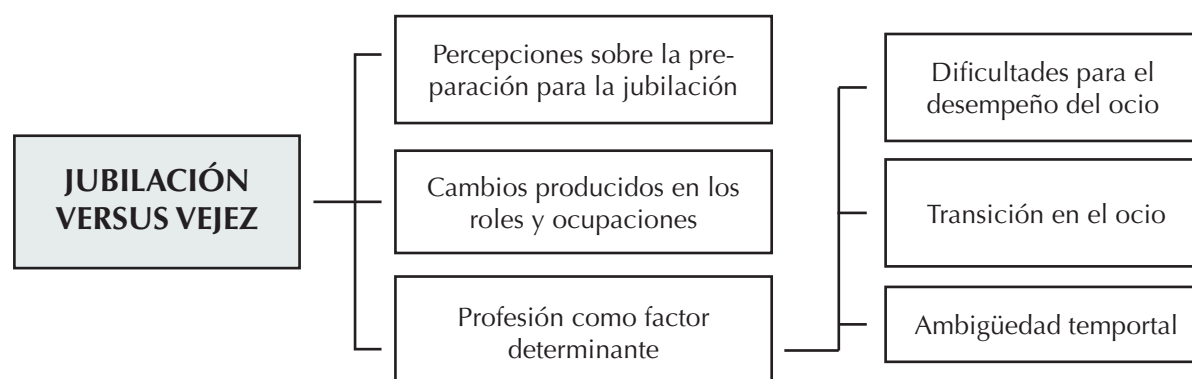 JUBILACIÓN
VERSUS VEJEZ
Percepciones sobre la pre-
paración para la jubilación
Cambios producidos en los
roles y ocupaciones
Profesión como factor
determinante
Dificultades para el
desempeño del ocio
Transición en el ocio
Ambigüedad temportal